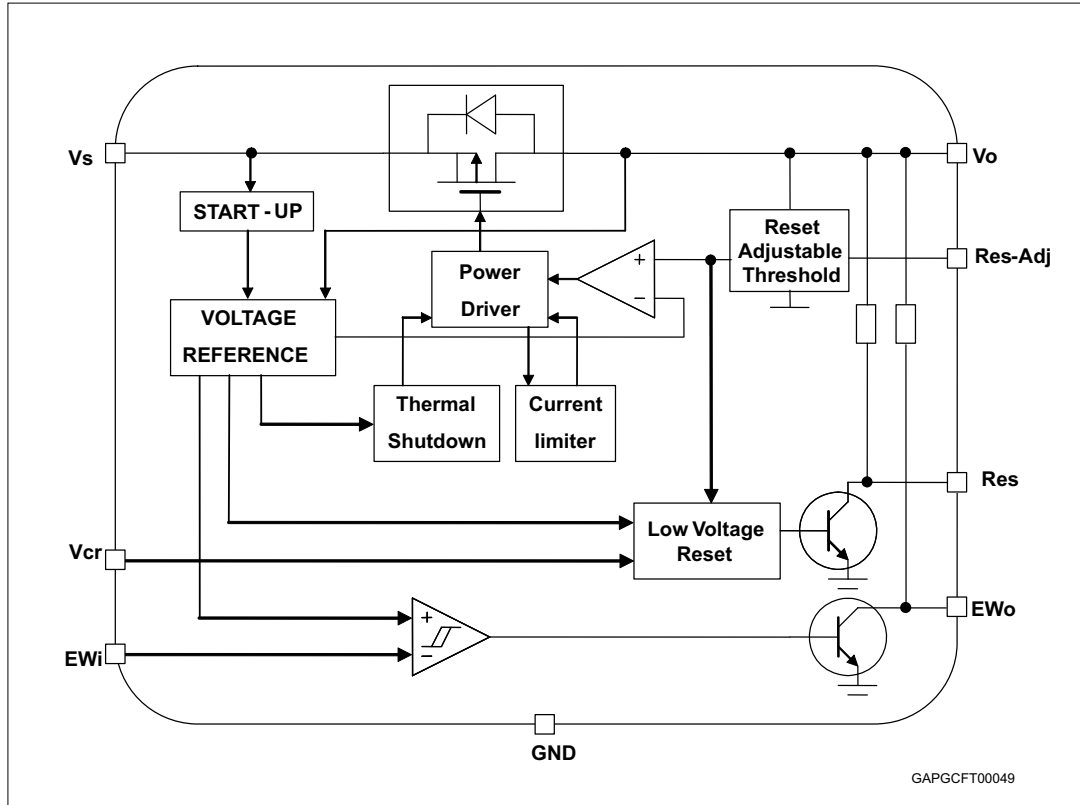 Vs
Vo
START - UP
Reset
Adjustable
Threshold
Res-Adj
Power
Driver
+
−
VOLTAGE
REFERENCE
Thermal
Shutdown
Current
limiter
Res
Low Voltage
Reset
Vcr
EWo
+
−
EWi
GND
GAPGCFT00049